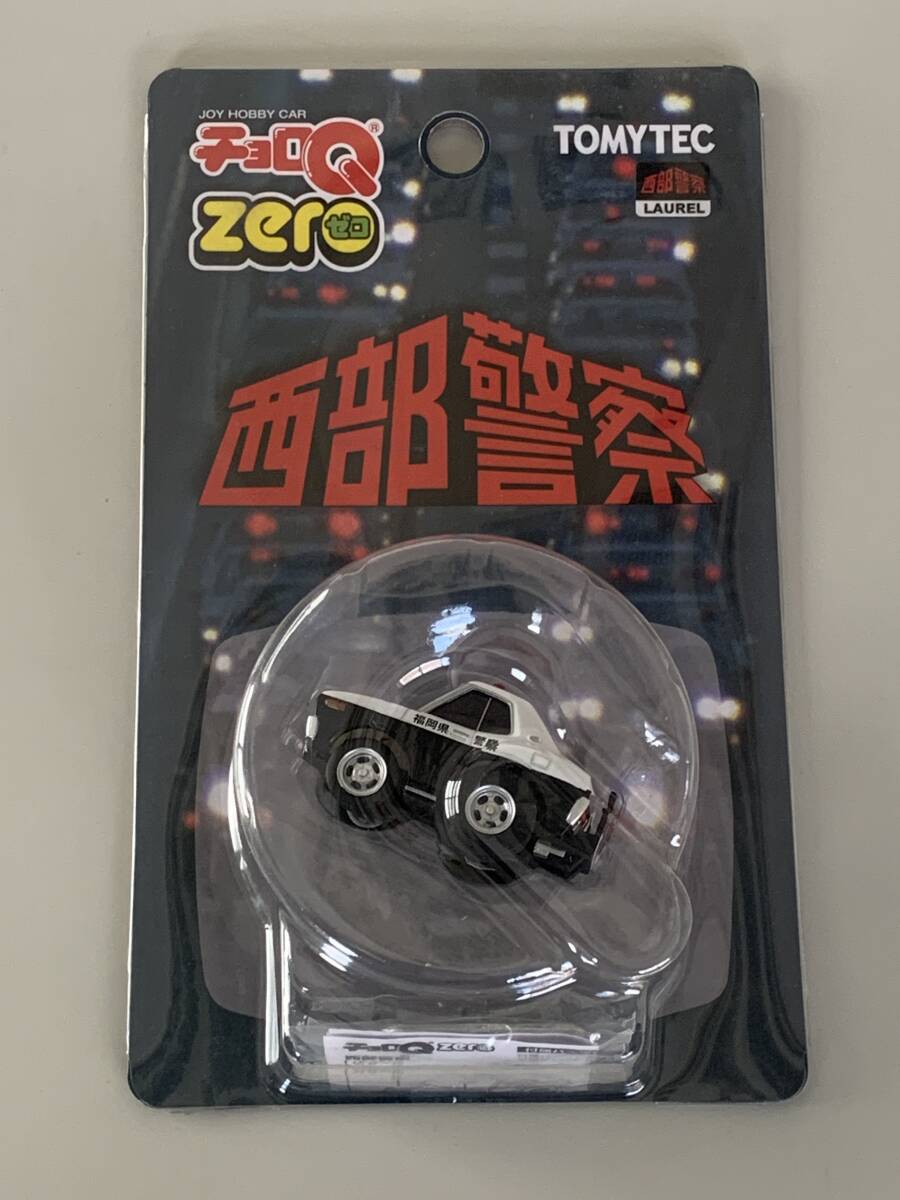 JOY HOBBY CAR
チョロQ®
zero ゼロ
TOMYTEC
西部警察
LAUREL
西部警察
福岡県警察
チョロQ zero